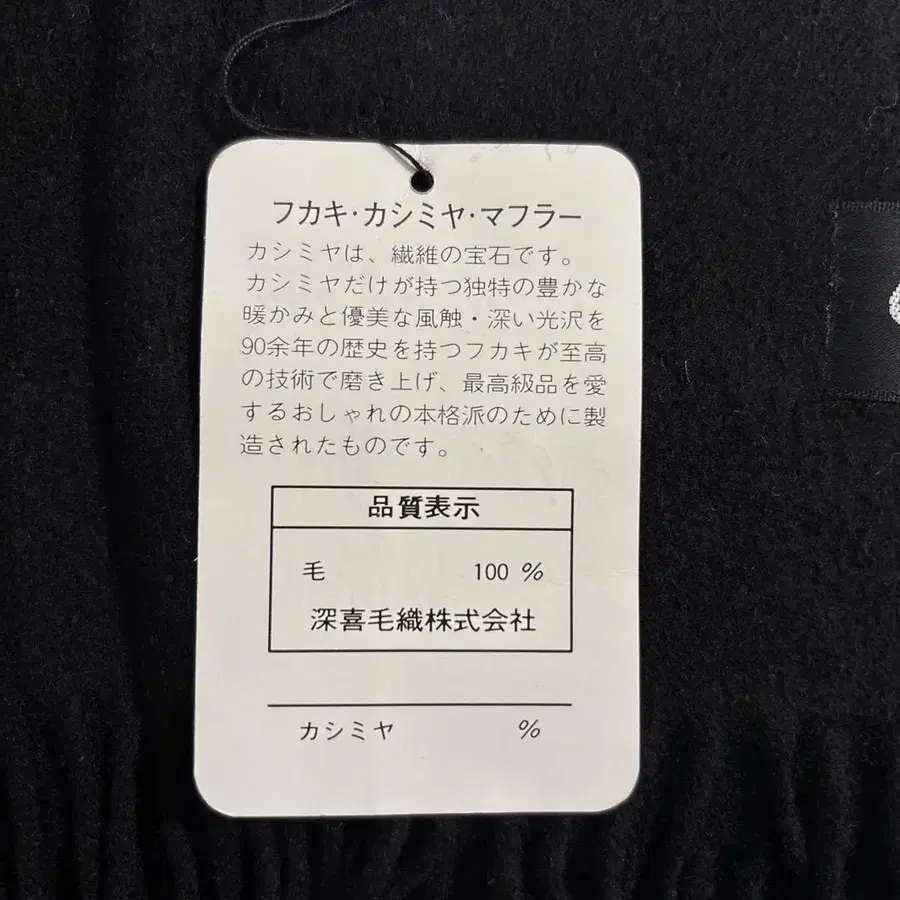 フカキ・カシミヤ・マフラー
カシミヤは、繊維の宝石です。
カシミヤだけが持つ独特の豊かな
暖かみと優美な風触・深い光沢を
90余年の歴史を持つフカキが至高
の技術で磨き上げ、最高級品を愛
するおしゃれの本格派のために製
造されたものです。
品質表示
毛 100 %
深喜毛織株式会社
カシミヤ %